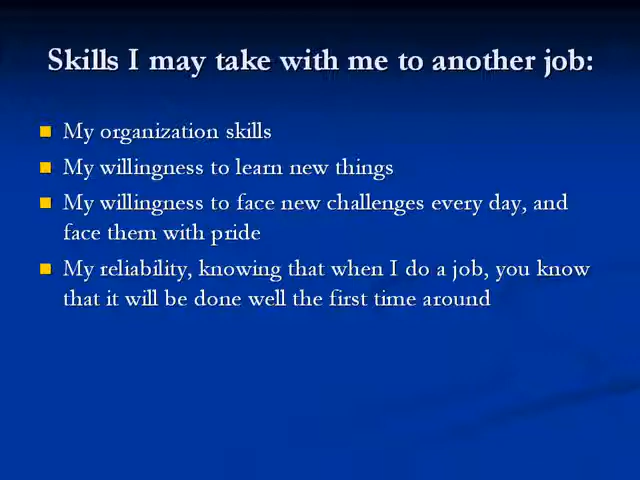 Skills I may take with me to another job:
My organization skills
My willingness to learn new things
My willingness to face new challenges every day, and
face them with pride
My reliability, knowing that when I do a job, you know
that it will be done well the first time around